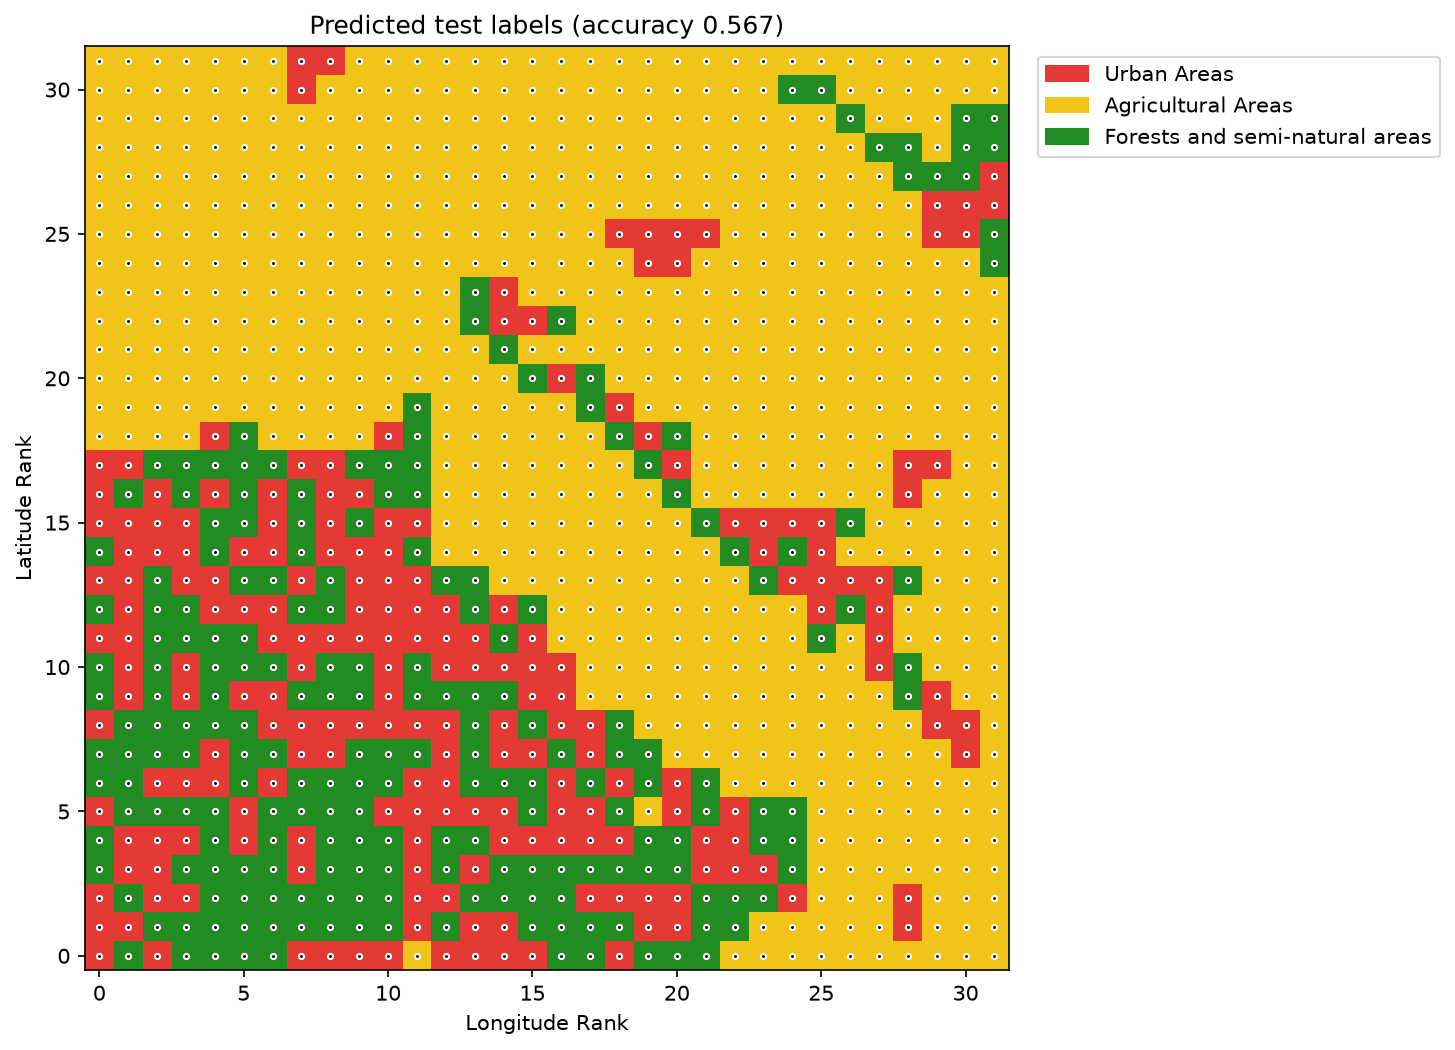 Predicted test labels (accuracy 0.567)
Urban Areas
Agricultural Areas
Forests and semi-natural areas
30
25
20
15
10
5
0
Latitude Rank
0 5 10 15 20 25 30
Longitude Rank